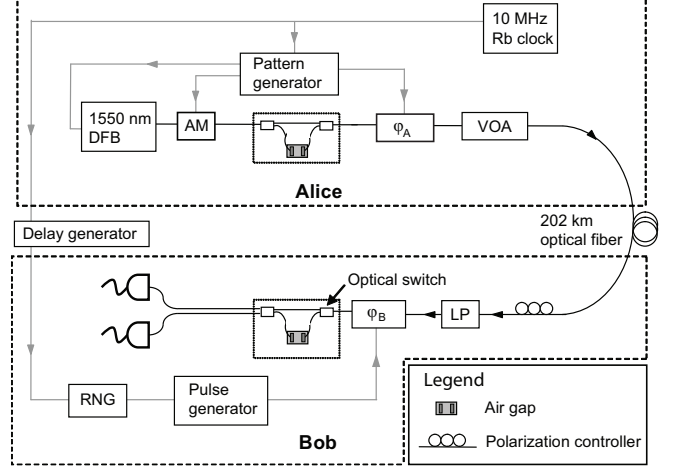 10 MHz
Rb clock
Pattern
generator
1550 nm
DFB
AM
φA
VOA
Alice
202 km
optical fiber
Delay generator
Optical switch
φB
LP
RNG
Pulse
generator
Bob
Legend
Air gap
Polarization controller